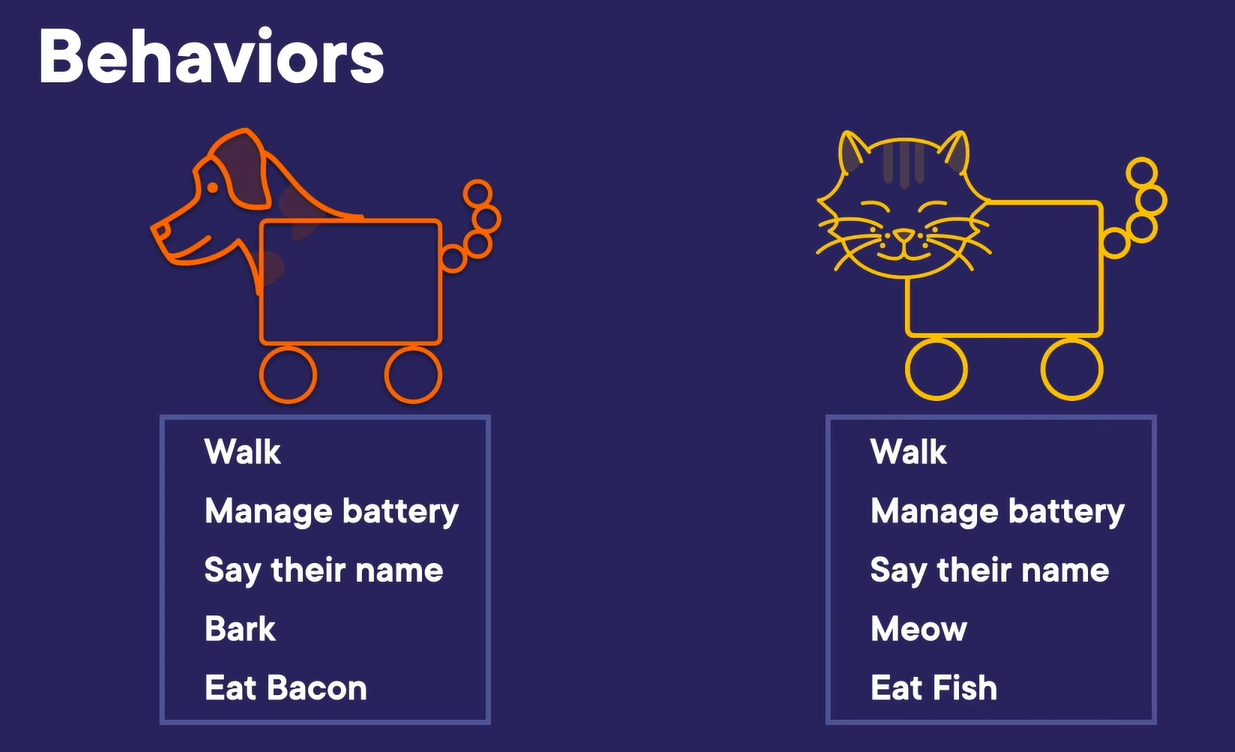 Behaviors
Walk
Manage battery
Say their name
Bark
Eat Bacon
Walk
Manage battery
Say their name
Meow
Eat Fish